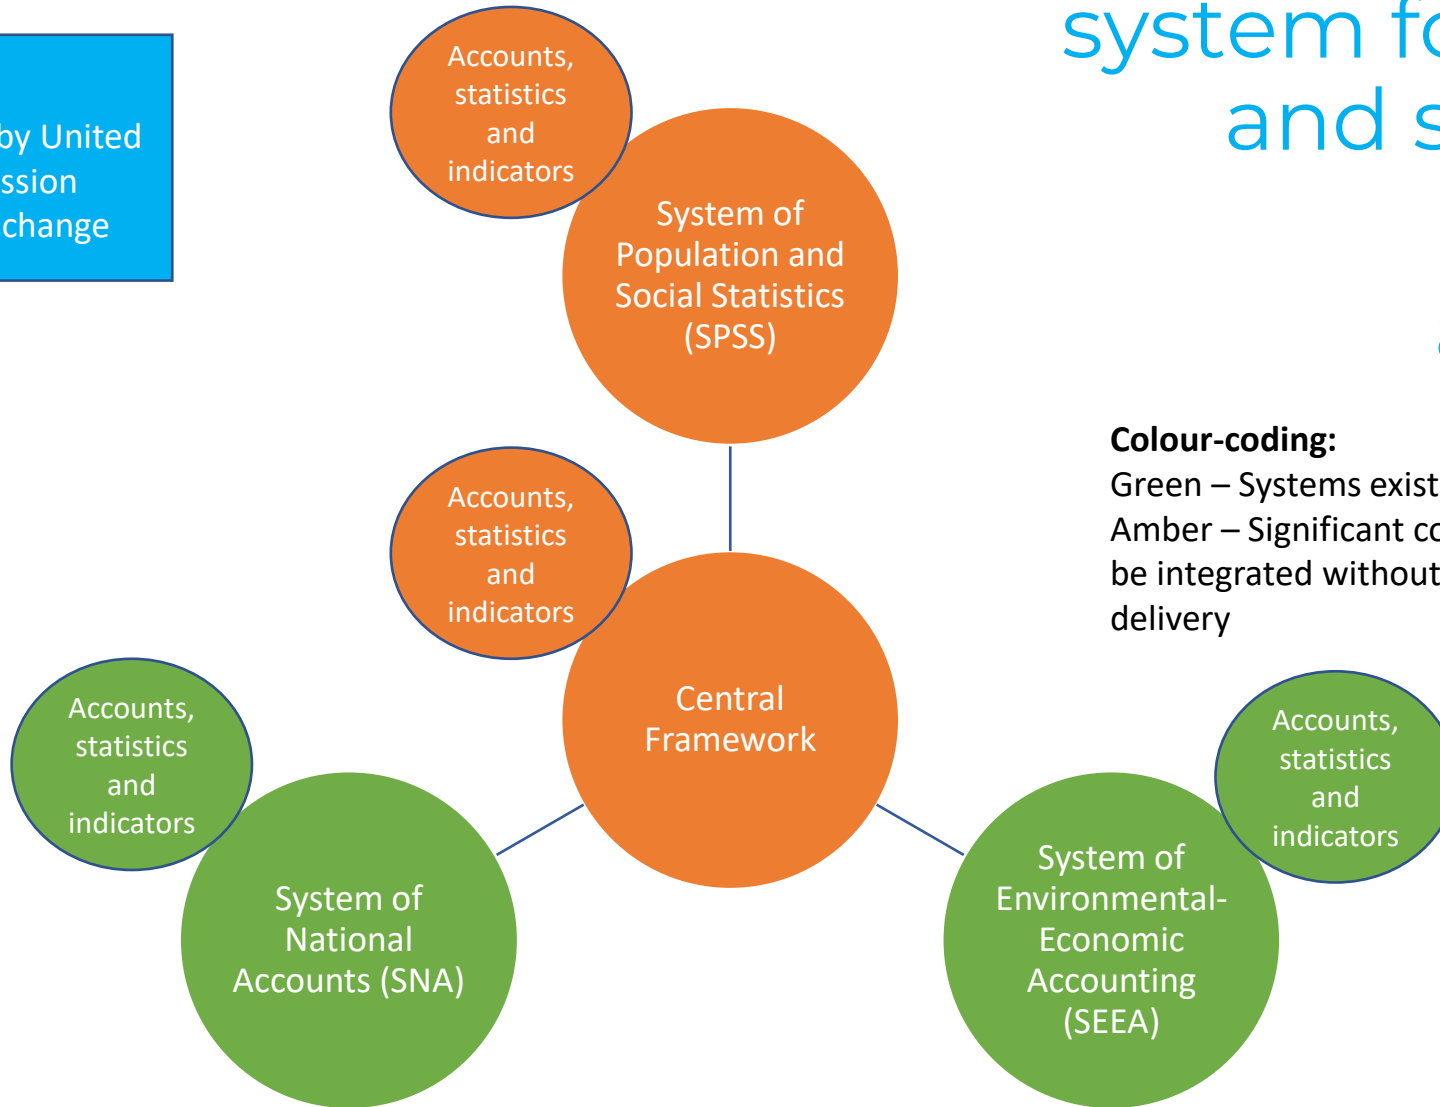 system fo
and s
by United
ssion
change
Accounts,
statistics
and
indicators
System of
Population and
Social Statistics
(SPSS)
Colour-coding:
Green – Systems exist
Amber – Significant co
be integrated without
delivery
Accounts,
statistics
and
indicators
Central
Framework
Accounts,
statistics
and
indicators
System of
National
Accounts (SNA)
Accounts,
statistics
and
indicators
System of
Environmental-
Economic
Accounting
(SEEA)